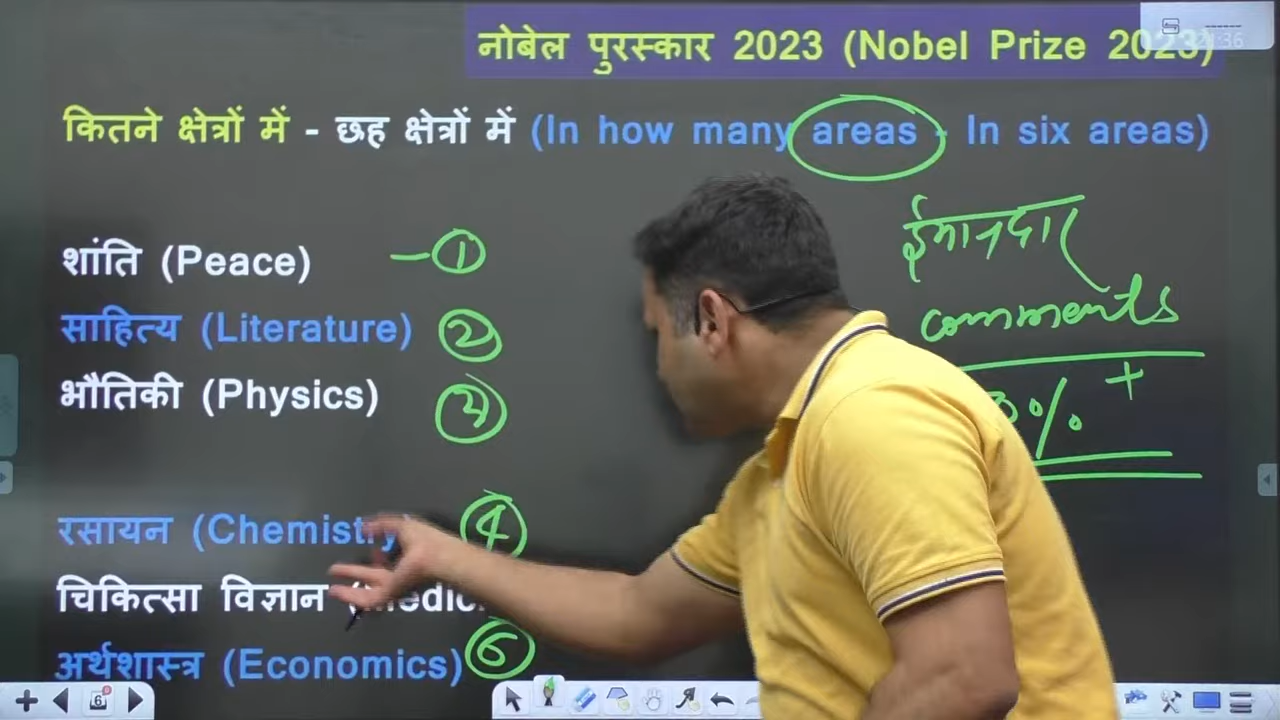 नोबेल पुरस्कार 2023 (Nobel Prize 2023)
कितने क्षेत्रों में - छह क्षेत्रों में (In how many areas - In six areas)
शांति (Peace) - 1
साहित्य (Literature) 2
भौतिकी (Physics) 3
रसायन (Chemistry) 4
चिकित्सा विज्ञान
अर्थशास्त्र (Economics) 6
ईमानदार
comments
% +
6